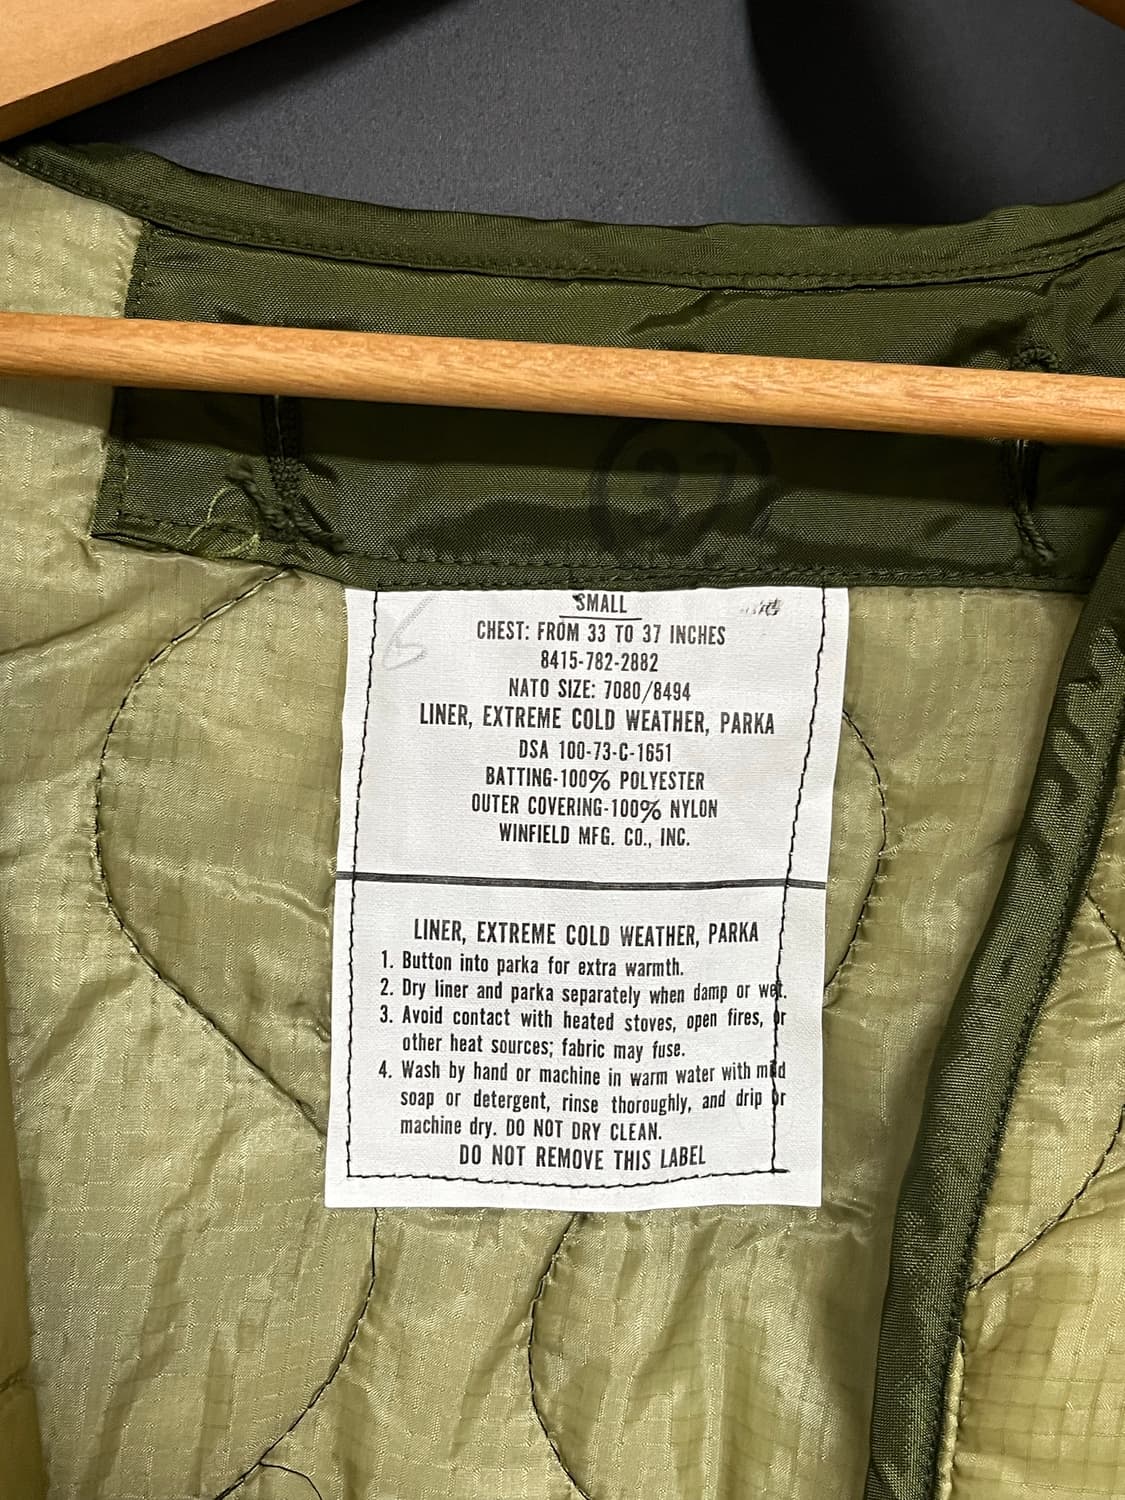 37
SMALL
CHEST: FROM 33 TO 37 INCHES
8415-782-2882
NATO SIZE: 7080/8494
LINER, EXTREME COLD WEATHER, PARKA
DSA 100-73-C-1651
BATTING-100% POLYESTER
OUTER COVERING-100% NYLON
WINFIELD MFG. CO., INC.
LINER, EXTREME COLD WEATHER, PARKA
1. Button into parka for extra warmth.
2. Dry liner and parka separately when damp or wet.
3. Avoid contact with heated stoves, open fires, or
other heat sources; fabric may fuse.
4. Wash by hand or machine in warm water with mild
soap or detergent, rinse thoroughly, and drip or
machine dry. DO NOT DRY CLEAN.
DO NOT REMOVE THIS LABEL